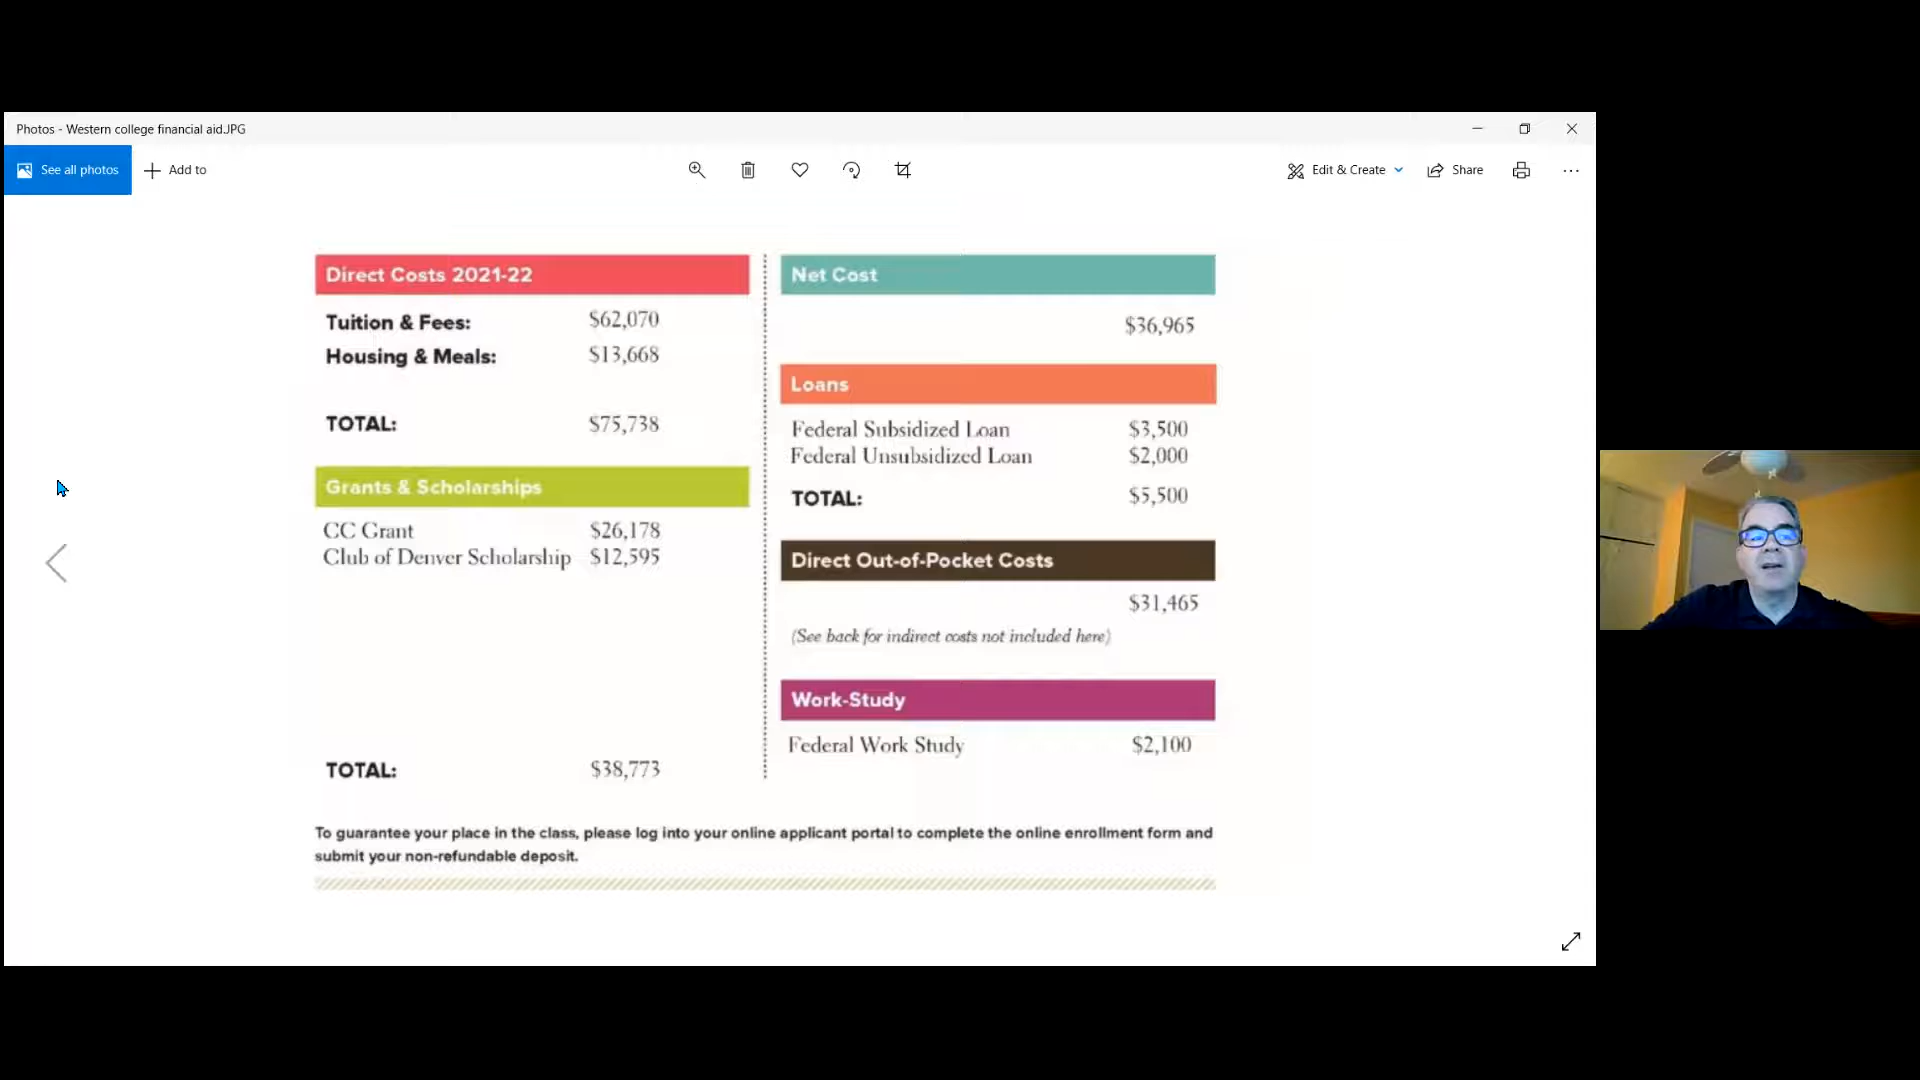 Photos - Western college financial aid.JPG
See all photos
Add to
Edit & Create
Share
Direct Costs 2021-22
Tuition & Fees: $62,070
Housing & Meals: $13,668
TOTAL: $75,738
Grants & Scholarships
CC Grant $26,178
Club of Denver Scholarship $12,595
TOTAL: $38,773
Net Cost
$36,965
Loans
Federal Subsidized Loan $3,500
Federal Unsubsidized Loan $2,000
TOTAL: $5,500
Direct Out-of-Pocket Costs
$31,465
(See back for indirect costs not included here)
Work-Study
Federal Work Study $2,100
To guarantee your place in the class, please log into your online applicant portal to complete the online enrollment form and
submit your non-refundable deposit.